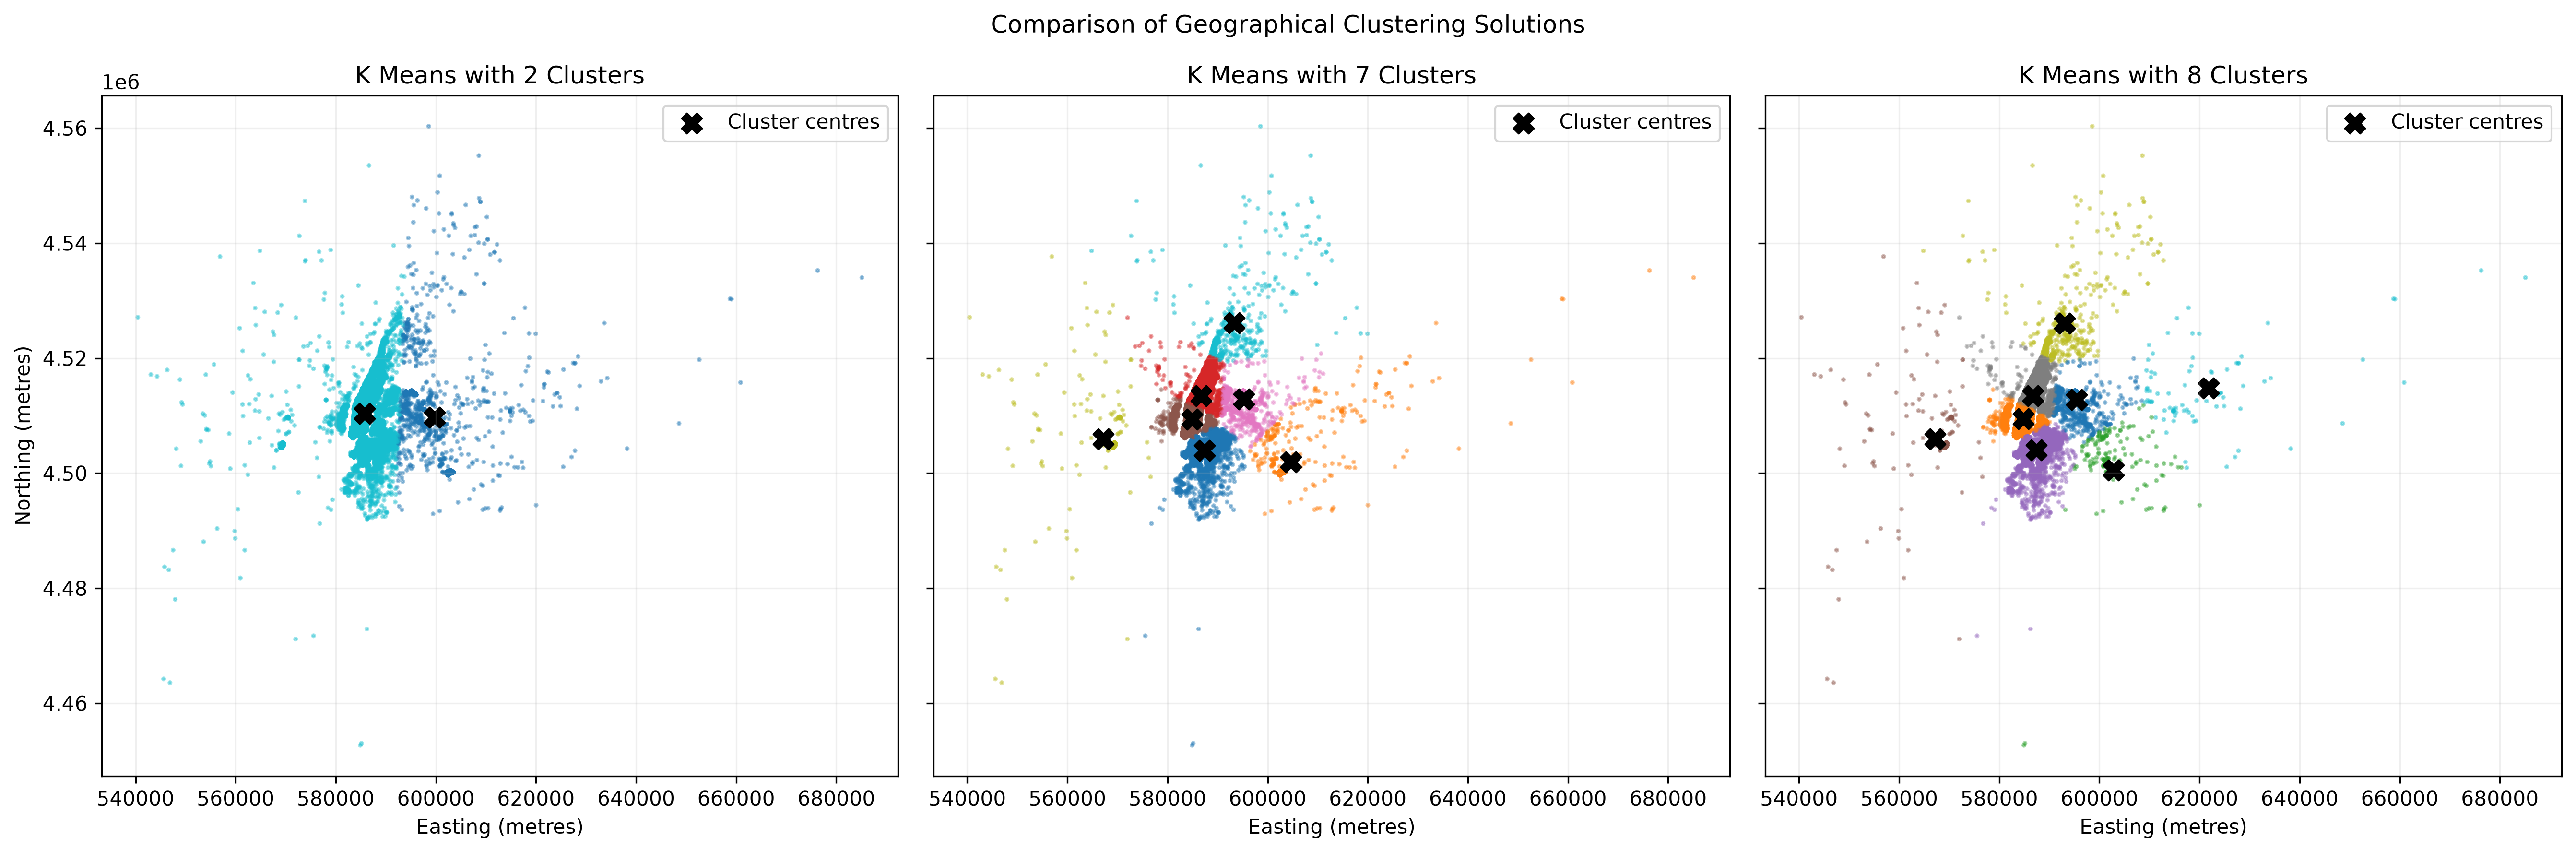 Comparison of Geographical Clustering Solutions
K Means with 2 Clusters
1e6
Cluster centres
4.56
4.54
4.52
4.50
4.48
4.46
Northing (metres)
540000 560000 580000 600000 620000 640000 660000 680000
Easting (metres)
K Means with 7 Clusters
Cluster centres
540000 560000 580000 600000 620000 640000 660000 680000
Easting (metres)
K Means with 8 Clusters
Cluster centres
540000 560000 580000 600000 620000 640000 660000 680000
Easting (metres)